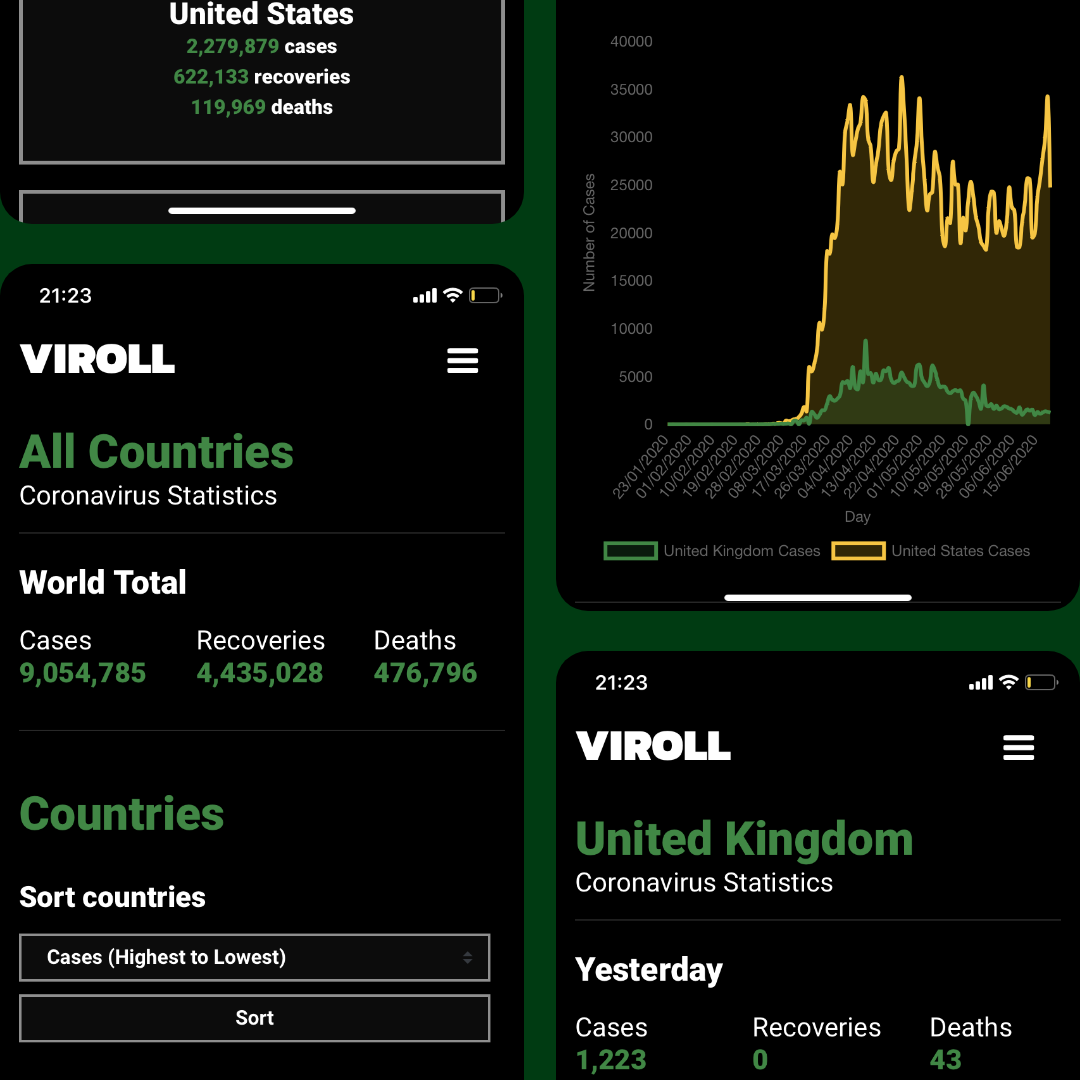 United States
2,279,879 cases
622,133 recoveries
119,969 deaths
21:23
VIROLL
All Countries
Coronavirus Statistics
World Total
Cases Recoveries Deaths
9,054,785 4,435,028 476,796
Countries
Sort countries
Cases (Highest to Lowest)
Sort
40000
35000
30000
25000
20000
15000
10000
5000
0
Number of Cases
23/01/2020 01/02/2020 10/02/2020 19/02/2020 28/02/2020 08/03/2020 17/03/2020 26/03/2020 04/04/2020 13/04/2020 22/04/2020 01/05/2020 10/05/2020 19/05/2020 28/05/2020 06/06/2020 15/06/2020
Day
United Kingdom Cases United States Cases
21:23
VIROLL
United Kingdom
Coronavirus Statistics
Yesterday
Cases Recoveries Deaths
1,223 0 43